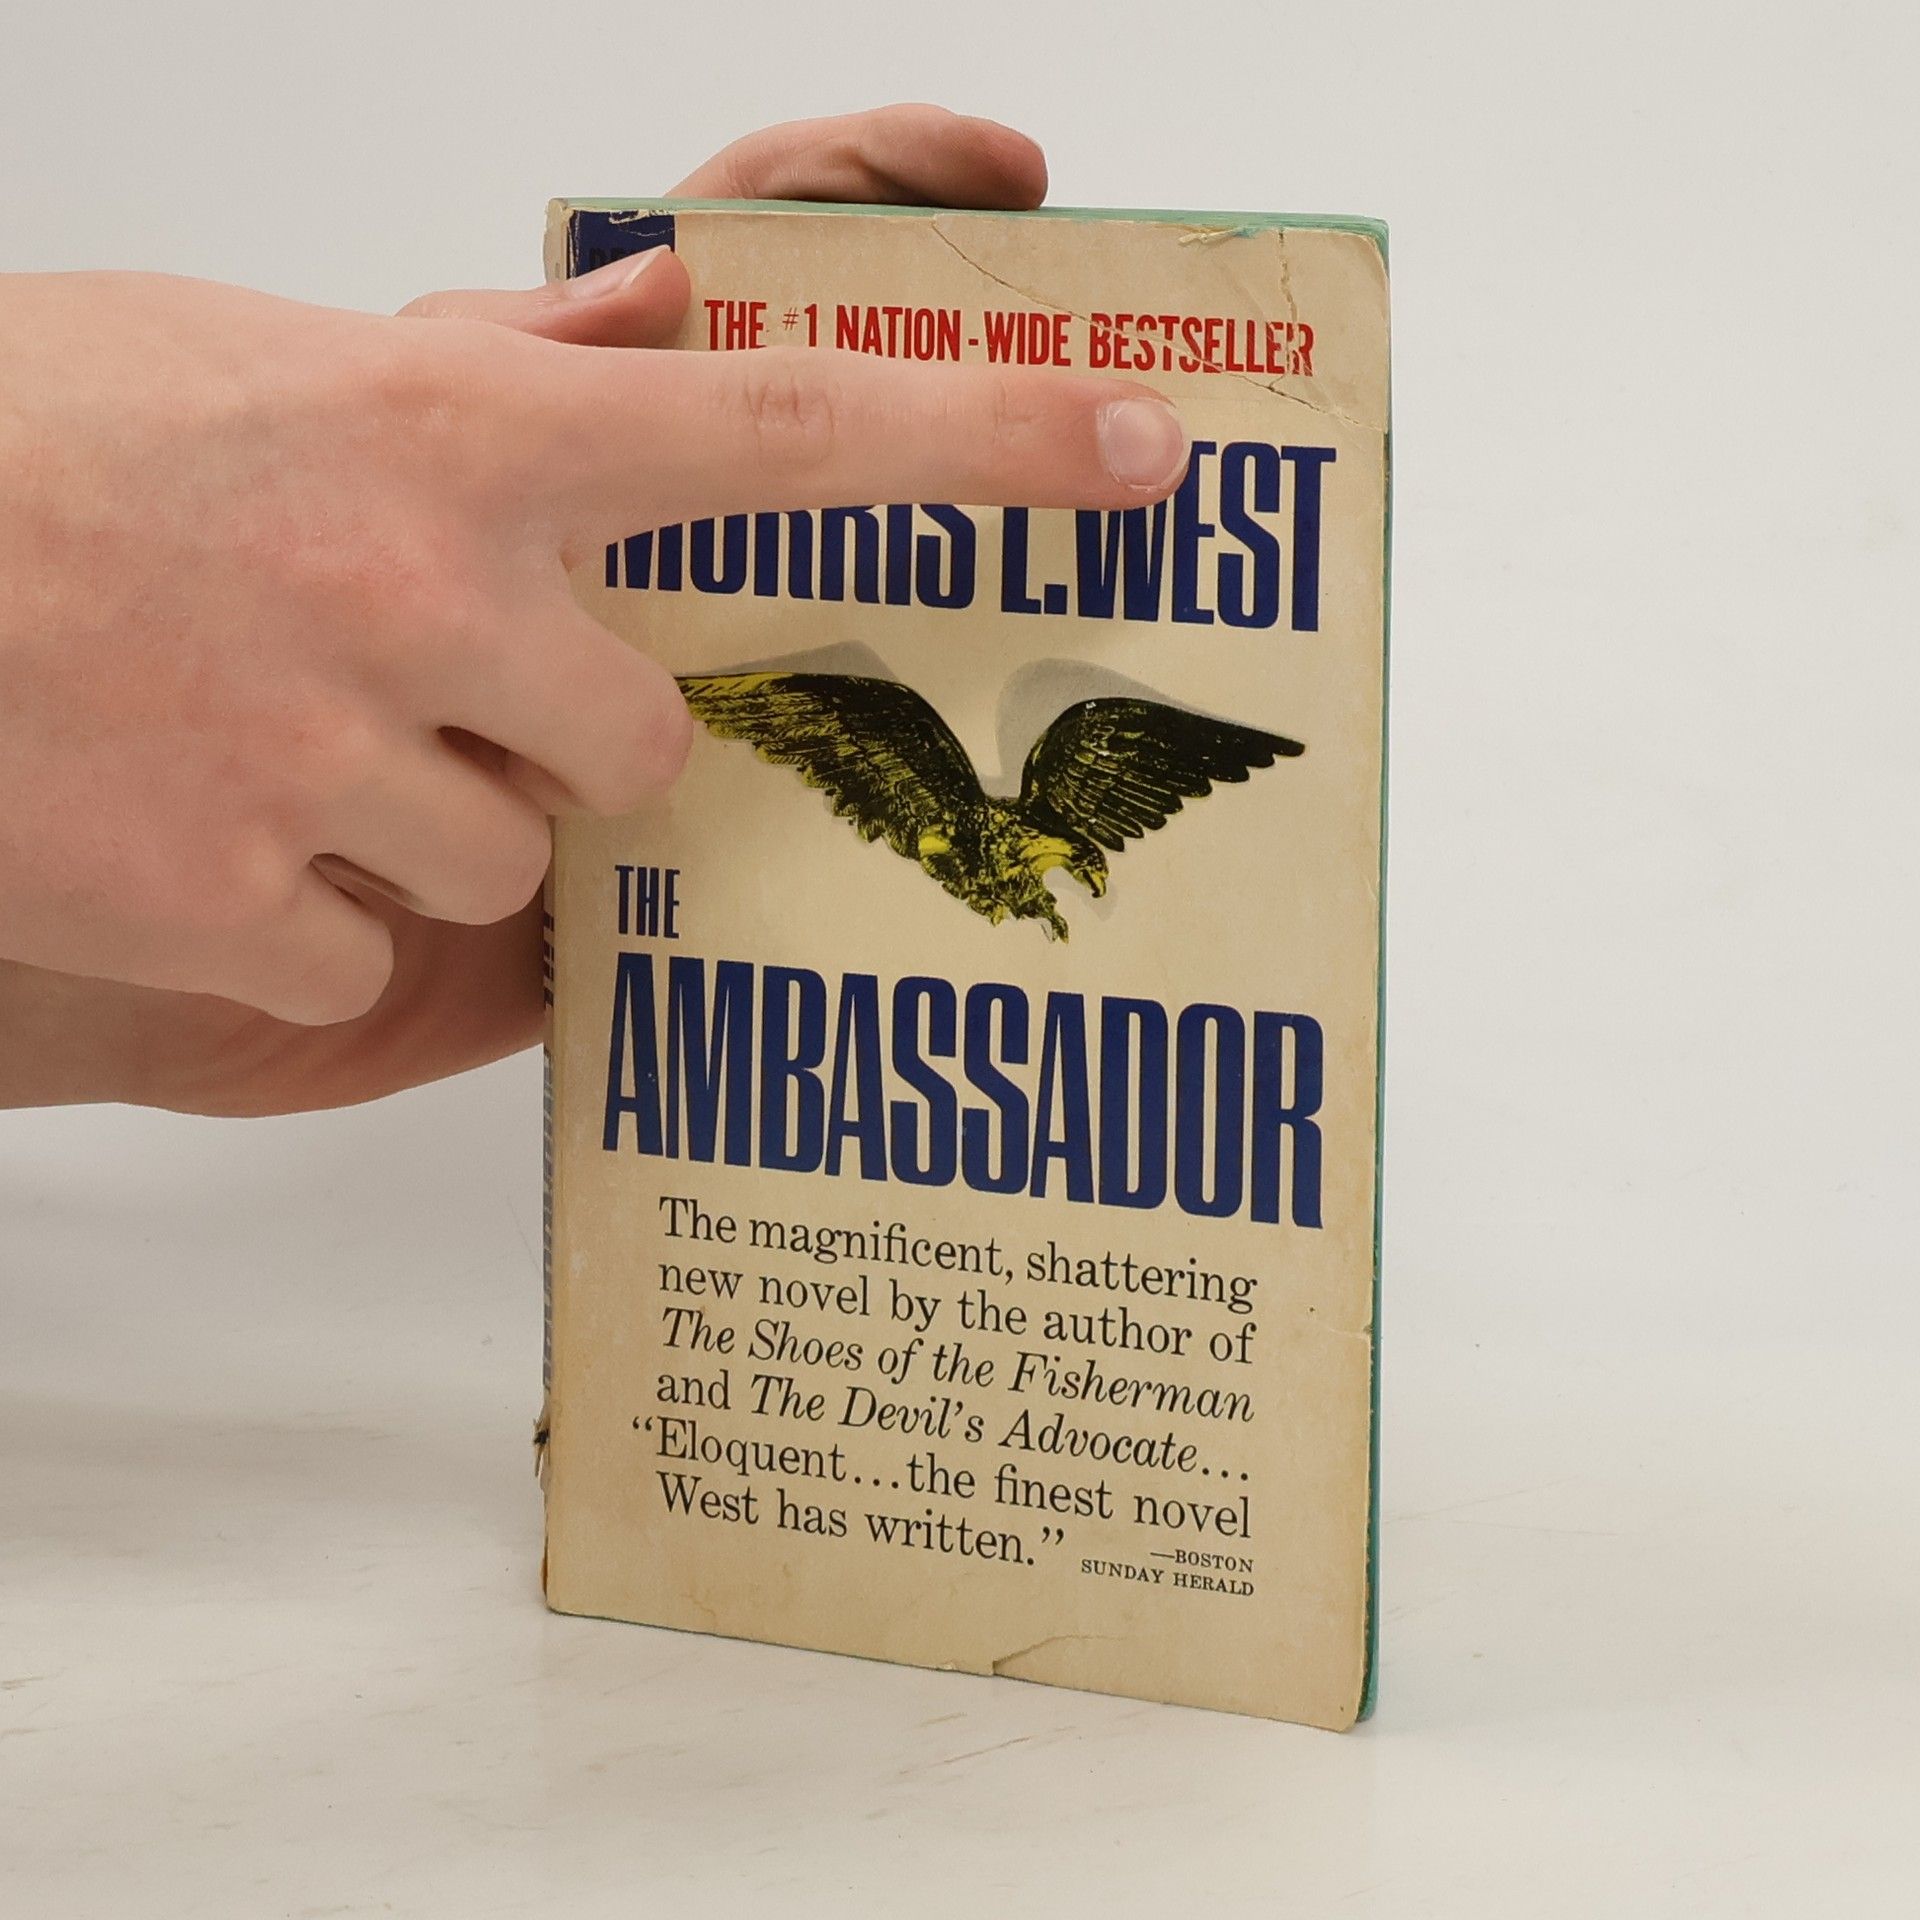 THE #1 NATION-WIDE BESTSELLER
MORRIS L. WEST
THE
AMBASSADOR
The magnificent, shattering
new novel by the author of
The Shoes of the Fisherman
and The Devil's Advocate...
“Eloquent...the finest novel
West has written.”
—BOSTON
SUNDAY HERALD